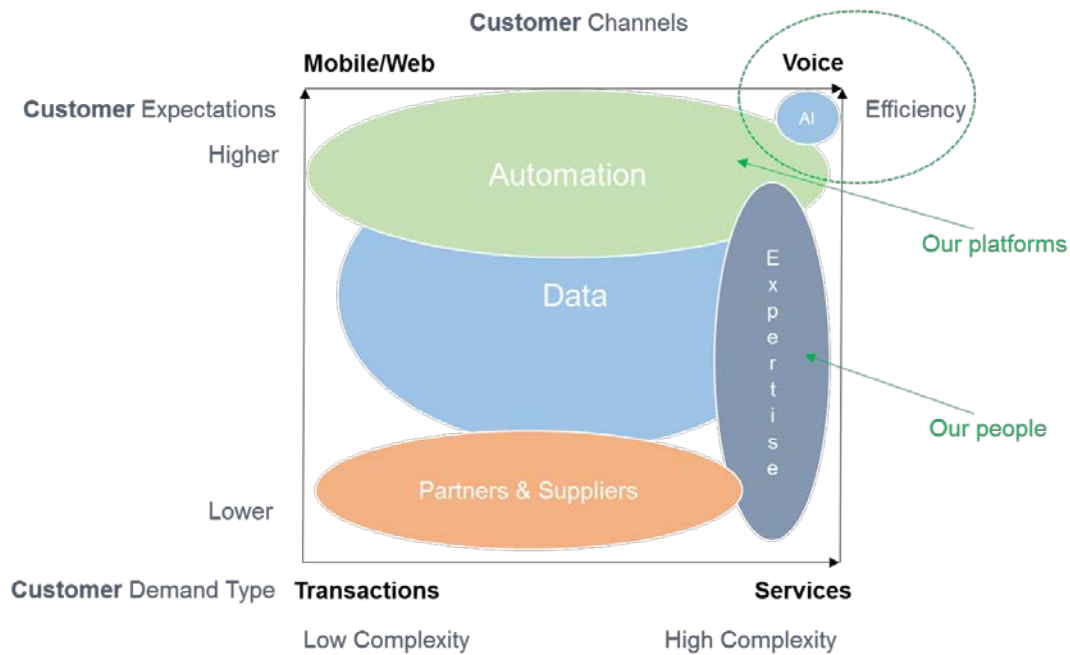 Customer Channels
Mobile/Web
Voice
Customer Expectations
AI
Efficiency
Higher
Automation
Our platforms
Data
Expertise
Our people
Partners & Suppliers
Lower
Customer Demand Type
Transactions
Services
Low Complexity
High Complexity